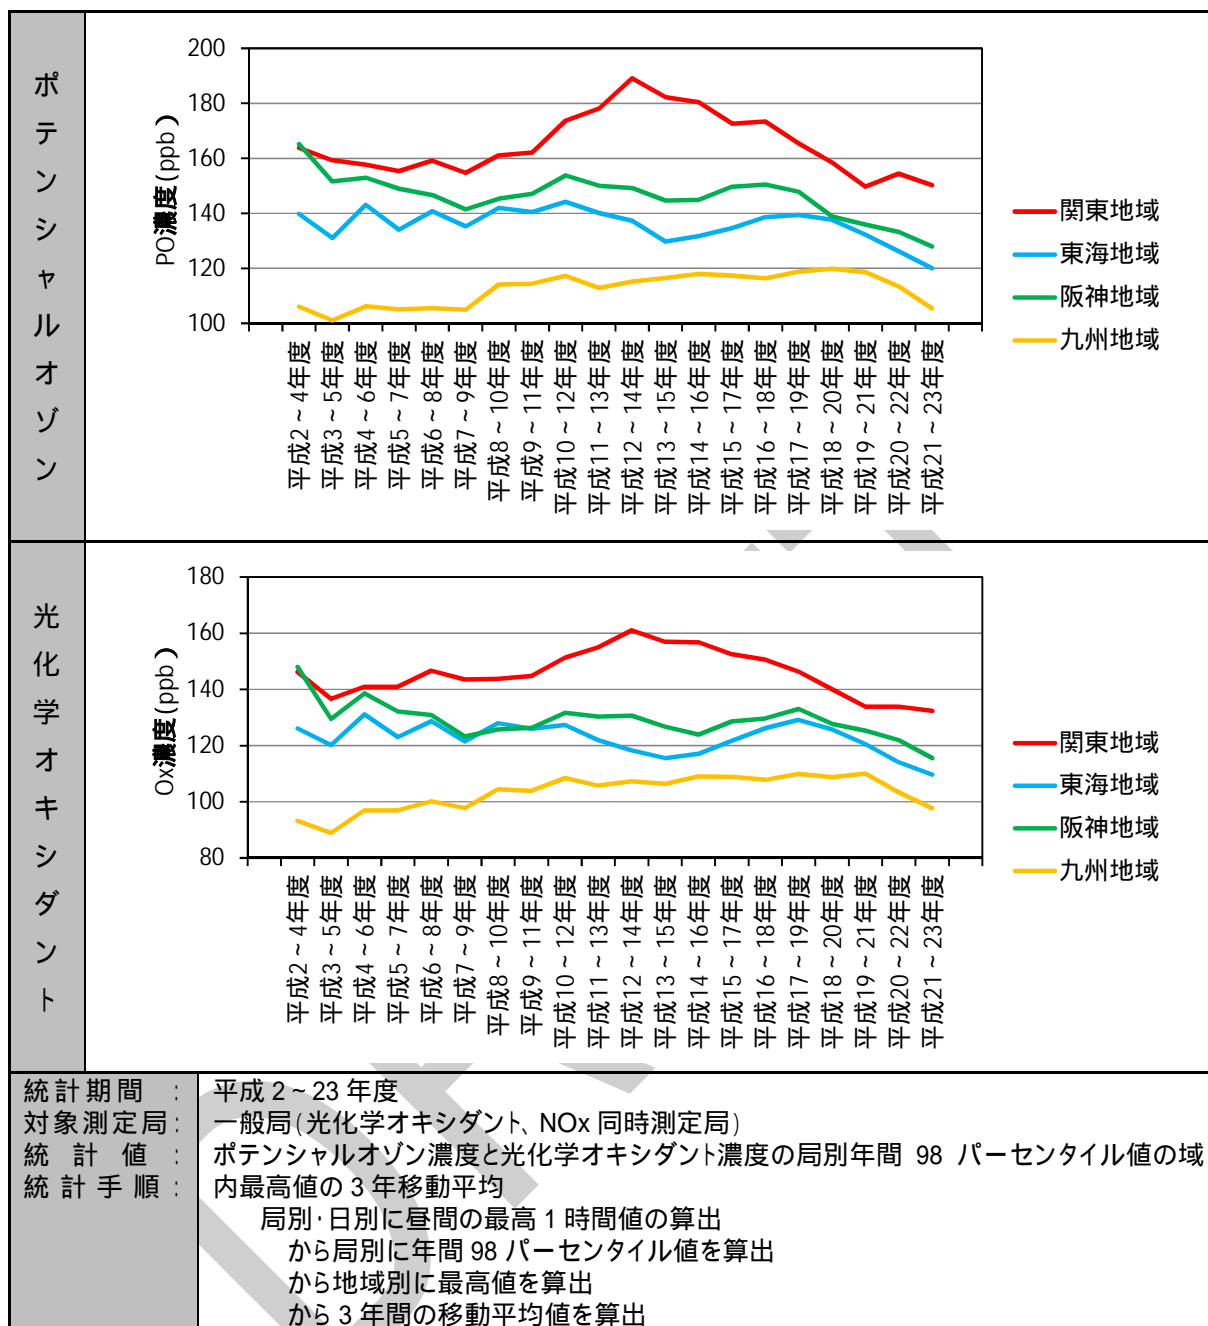 ポテンシャルオゾン
PO濃度(ppb)
200
180
160
140
120
100
平成2~4年度
平成3~5年度
平成4~6年度
平成5~7年度
平成6~8年度
平成7~9年度
平成8~10年度
平成9~11年度
平成10~12年度
平成11~13年度
平成12~14年度
平成13~15年度
平成14~16年度
平成15~17年度
平成16~18年度
平成17~19年度
平成18~20年度
平成19~21年度
平成20~22年度
平成21~23年度
関東地域
東海地域
阪神地域
九州地域
光化学オキシダント
Ox濃度(ppb)
180
160
140
120
100
80
平成2~4年度
平成3~5年度
平成4~6年度
平成5~7年度
平成6~8年度
平成7~9年度
平成8~10年度
平成9~11年度
平成10~12年度
平成11~13年度
平成12~14年度
平成13~15年度
平成14~16年度
平成15~17年度
平成16~18年度
平成17~19年度
平成18~20年度
平成19~21年度
平成20~22年度
平成21~23年度
関東地域
東海地域
阪神地域
九州地域
統計期間 : 平成 2~23 年度
対象測定局: 一般局(光化学オキシダント、NOx 同時測定局)
統計値 : ポテンシャルオゾン濃度と光化学オキシダント濃度の局別年間 98 パーセンタイル値の域
統計手順: 内最高値の 3 年移動平均
局別・日別に昼間の最高 1 時間値の算出
から局別に年間 98 パーセンタイル値を算出
から地域別に最高値を算出
から 3 年間の移動平均値を算出